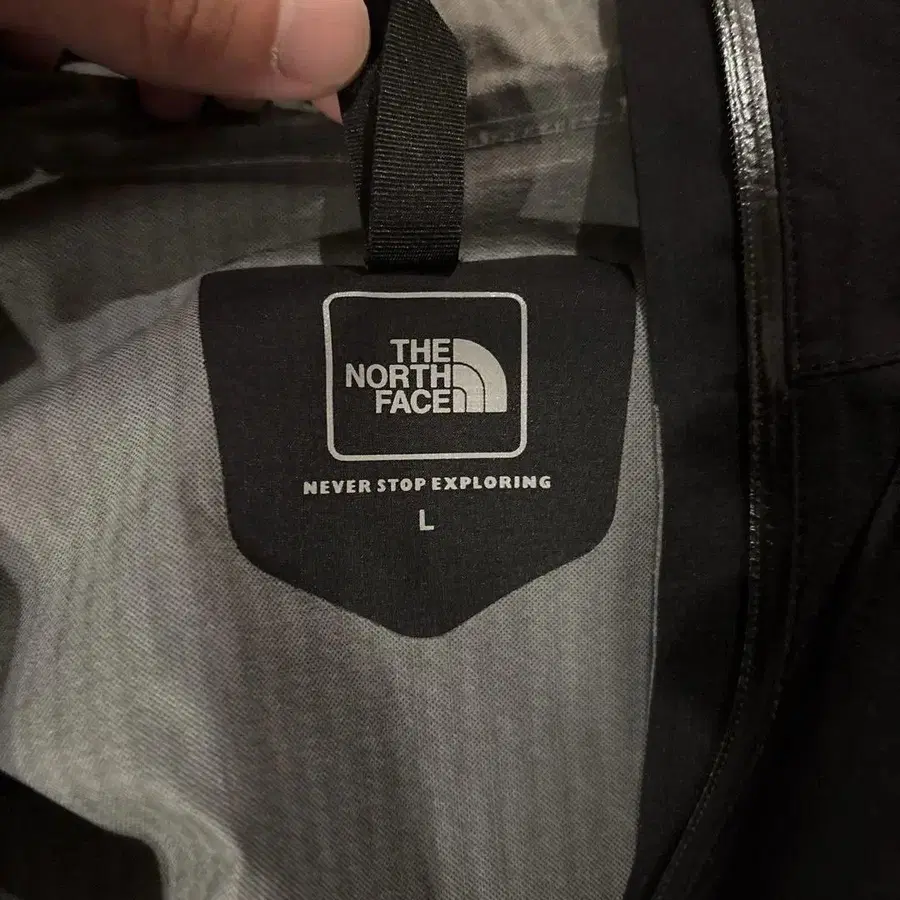 THE
NORTH
FACE
NEVER STOP EXPLORING
L